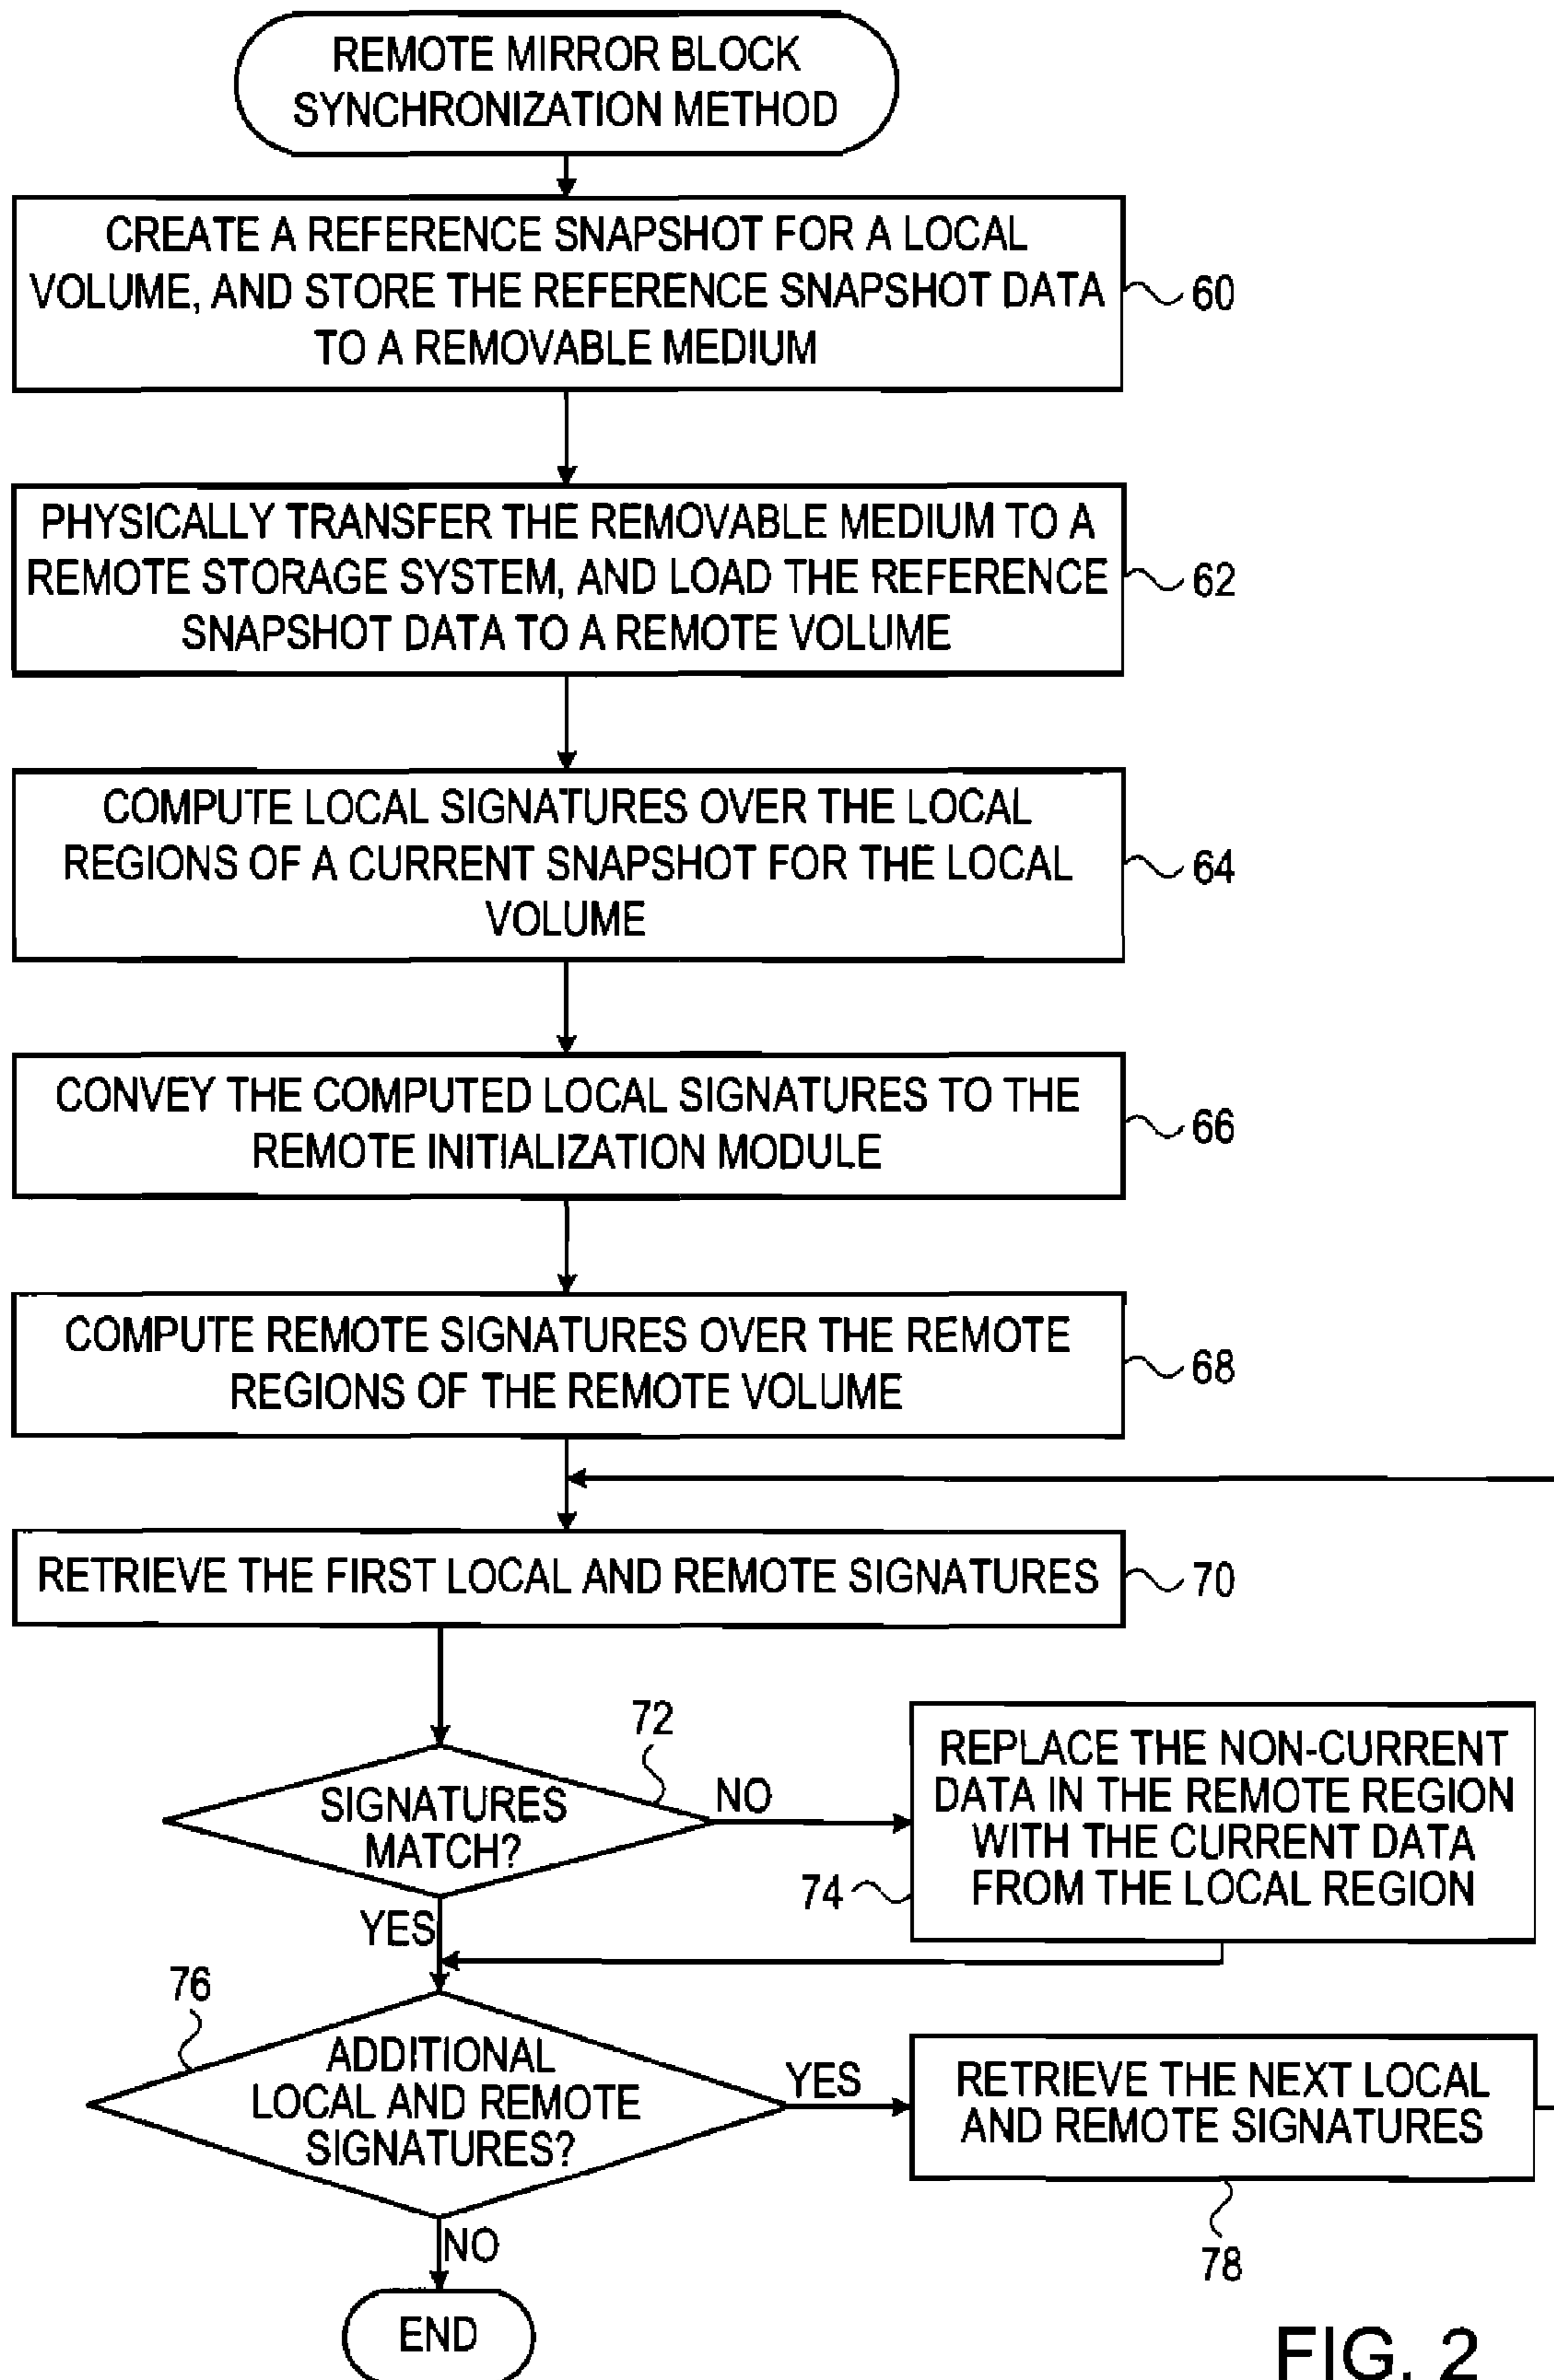 REMOTE MIRROR BLOCK
SYNCHRONIZATION METHOD
CREATE A REFERENCE SNAPSHOT FOR A LOCAL
VOLUME, AND STORE THE REFERENCE SNAPSHOT DATA
TO A REMOVABLE MEDIUM
60
PHYSICALLY TRANSFER THE REMOVABLE MEDIUM TO A
REMOTE STORAGE SYSTEM, AND LOAD THE REFERENCE
SNAPSHOT DATA TO A REMOTE VOLUME
62
COMPUTE LOCAL SIGNATURES OVER THE LOCAL
REGIONS OF A CURRENT SNAPSHOT FOR THE LOCAL
VOLUME
64
CONVEY THE COMPUTED LOCAL SIGNATURES TO THE
REMOTE INITIALIZATION MODULE
66
COMPUTE REMOTE SIGNATURES OVER THE REMOTE
REGIONS OF THE REMOTE VOLUME
68
RETRIEVE THE FIRST LOCAL AND REMOTE SIGNATURES
70
72
SIGNATURES
MATCH?
NO
YES
REPLACE THE NON-CURRENT
DATA IN THE REMOTE REGION
WITH THE CURRENT DATA
FROM THE LOCAL REGION
74
76
ADDITIONAL
LOCAL AND REMOTE
SIGNATURES?
YES
NO
RETRIEVE THE NEXT LOCAL
AND REMOTE SIGNATURES
78
END
FIG. 2